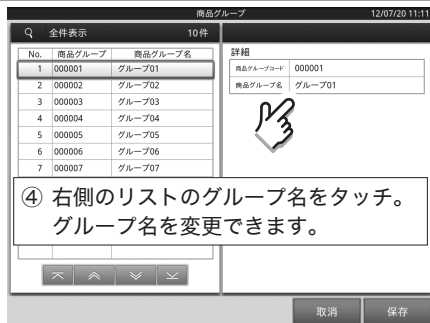 商品グループ 12/07/20 11:11
全件表示 10件
No. 商品グループ 商品グループ名
1 000001 グループ01
2 000002 グループ02
3 000003 グループ03
4 000004 グループ04
5 000005 グループ05
6 000006 グループ06
7 000007 グループ07
詳細
商品グループコード 000001
商品グループ名 グループ01
④ 右側のリストのグループ名をタッチ。
グループ名を変更できます。
取消 保存